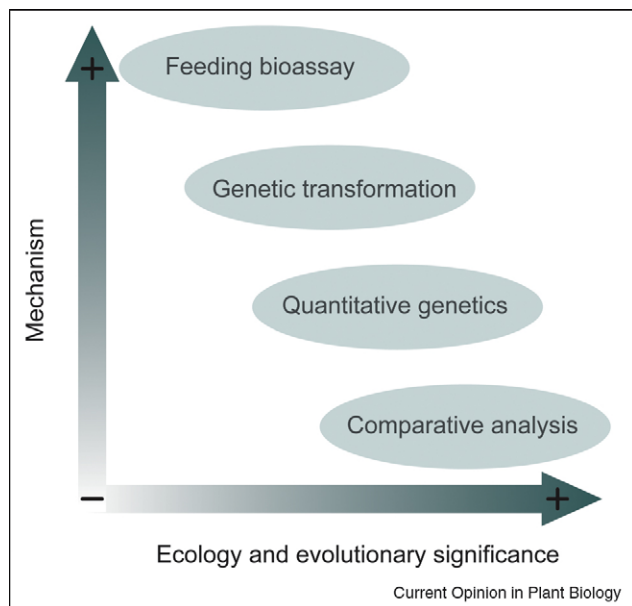 +
Feeding bioassay
Genetic transformation
Mechanism
Quantitative genetics
Comparative analysis
− +
Ecology and evolutionary significance
Current Opinion in Plant Biology